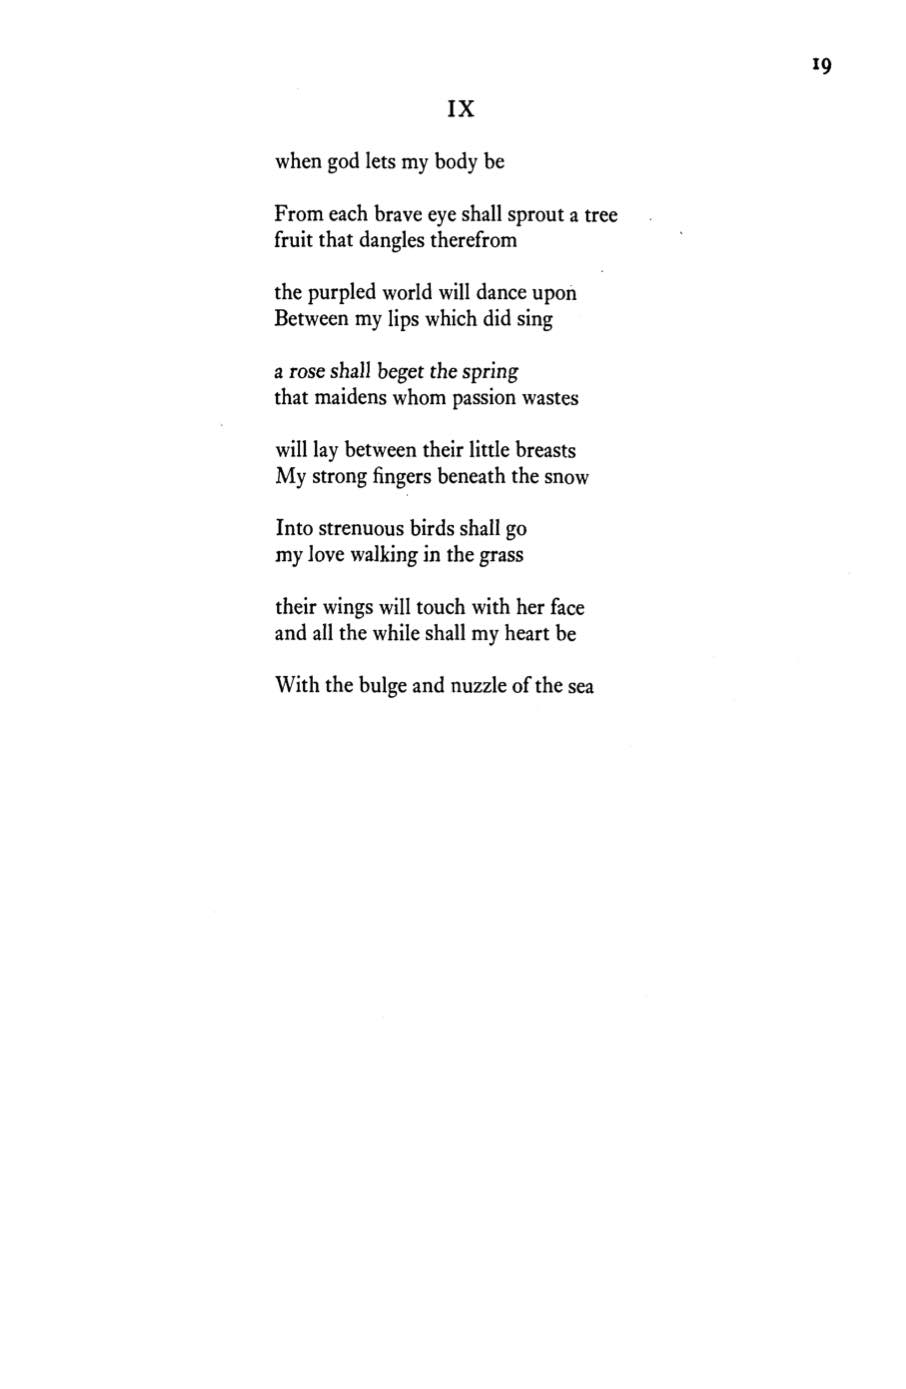 19
IX
when god lets my body be
From each brave eye shall sprout a tree
fruit that dangles therefrom
the purpled world will dance upon
Between my lips which did sing
a rose shall beget the spring
that maidens whom passion wastes
will lay between their little breasts
My strong fingers beneath the snow
Into strenuous birds shall go
my love walking in the grass
their wings will touch with her face
and all the while shall my heart be
With the bulge and nuzzle of the sea